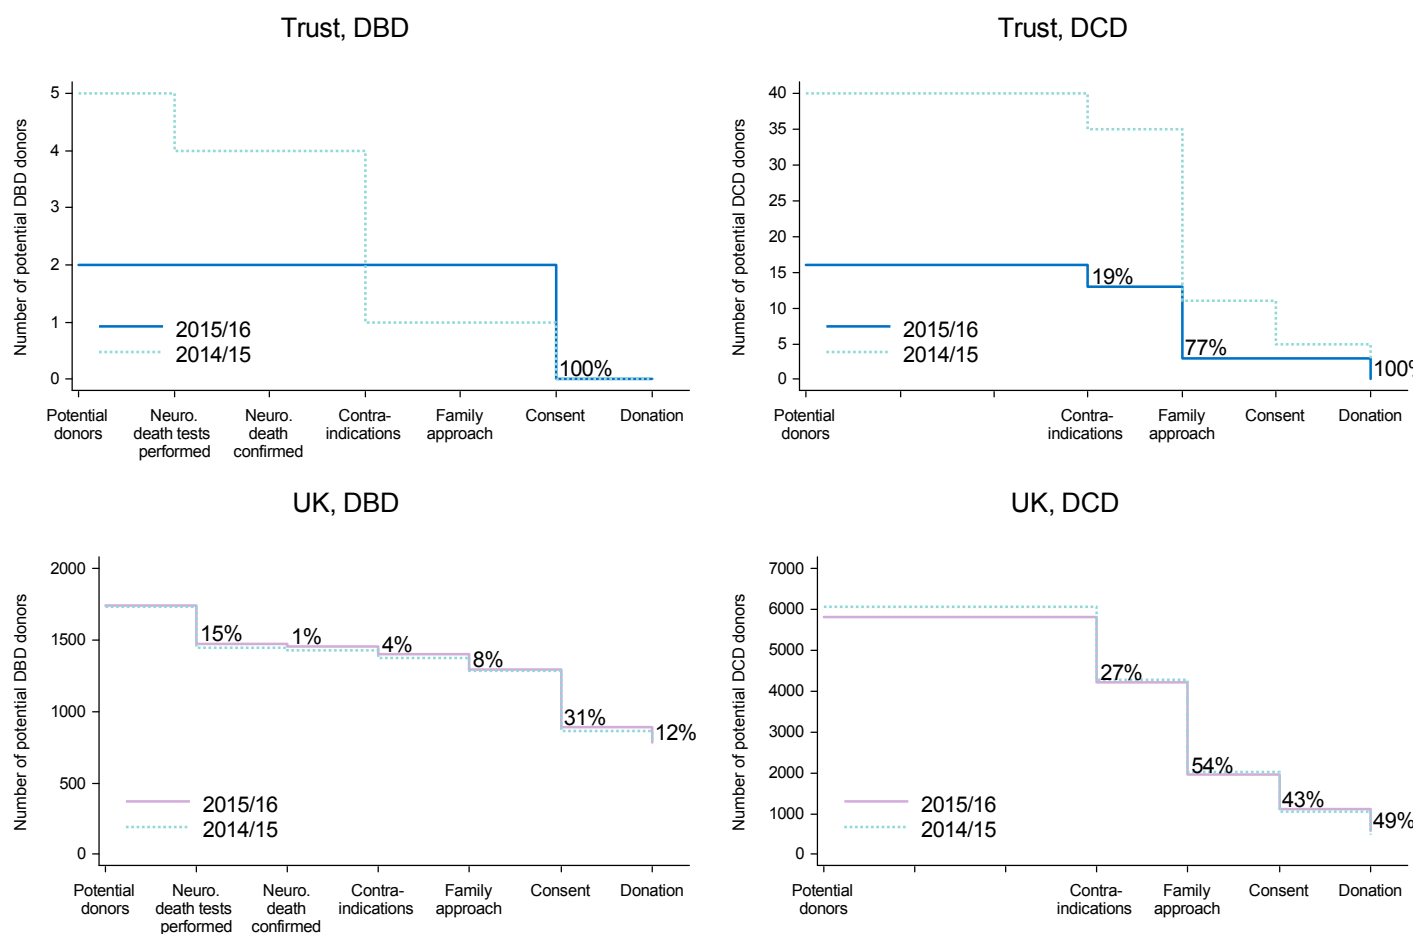 Trust, DBD
Number of potential DBD donors
5
4
3
2
1
0
2015/16
2014/15
100%
Potential
donors
Neuro.
death tests
performed
Neuro.
death
confirmed
Contra-
indications
Family
approach
Consent
Donation
Trust, DCD
Number of potential DCD donors
40
35
30
25
20
15
10
5
0
19%
77%
100%
2015/16
2014/15
Potential
donors
Contra-
indications
Family
approach
Consent
Donation
UK, DBD
Number of potential DBD donors
2000
1500
1000
500
0
15%
1%
4%
8%
31%
12%
2015/16
2014/15
Potential
donors
Neuro.
death tests
performed
Neuro.
death
confirmed
Contra-
indications
Family
approach
Consent
Donation
UK, DCD
Number of potential DCD donors
7000
6000
5000
4000
3000
2000
1000
0
27%
54%
43%
49%
2015/16
2014/15
Potential
donors
Contra-
indications
Family
approach
Consent
Donation